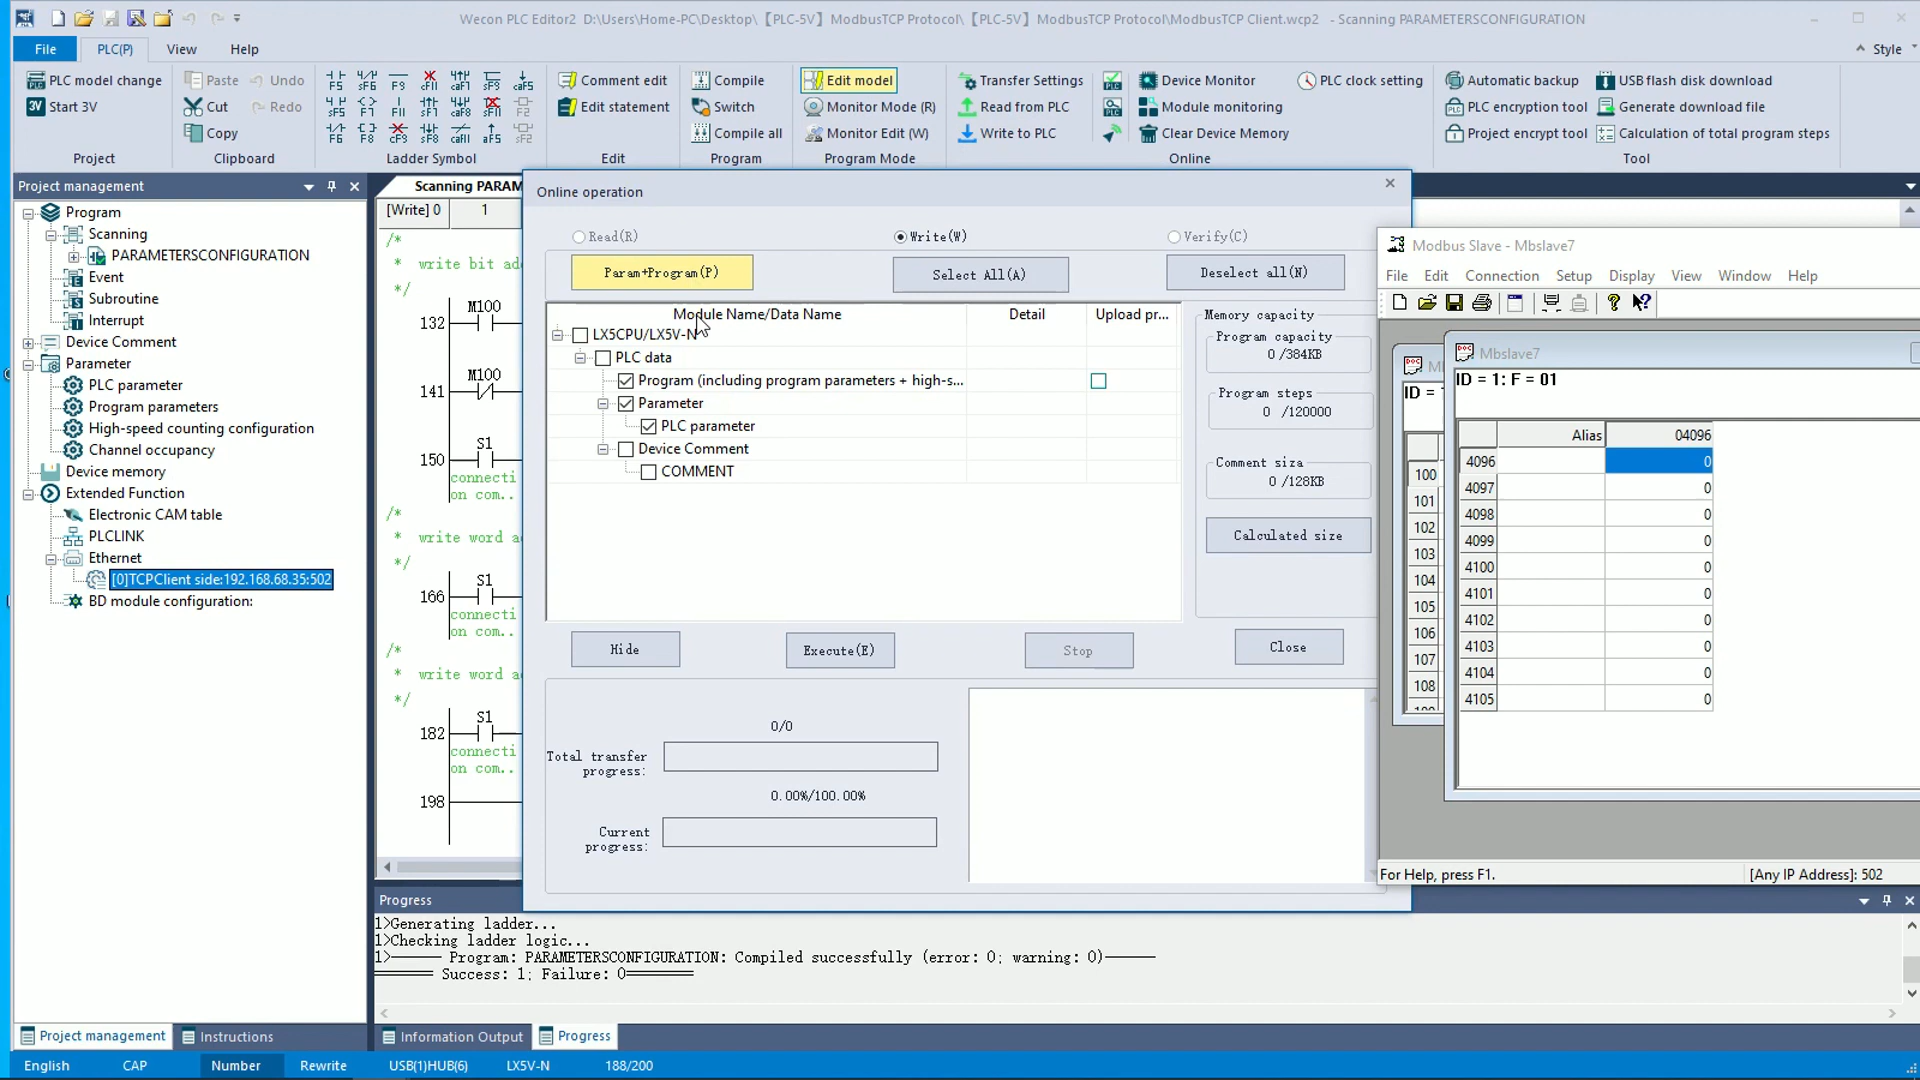 Wecon PLC Editor2 D:\Users\Home-PC\Desktop\【PLC-5V】ModbusTCP Protocol\【PLC-5V】ModbusTCP Protocol\ModbusTCP Client.wcp2 - Scanning PARAMETERSCONFIGURATION
File PLC(P) View Help Style
PLC model change Paste Undo F5 sF5 F9 cF11 sF7 sF9 caF5 Comment edit Compile Edit model Transfer Settings Device Monitor PLC clock setting Automatic backup USB flash disk download
Start 3V Cut Redo Edit statement Switch Monitor Mode (R) Read from PLC Module monitoring PLC encryption tool Generate download file
Copy F6 F8 cF9 sF8 caf11 aF5 sF2 Compile all Monitor Edit (W) Write to PLC Clear Device Memory Project encrypt tool Calculation of total program steps
Project Clipboard Ladder Symbol Edit Program Program Mode Online Tool
Project management
Program
Scanning
PARAMETERSCONFIGURATION
Event
Subroutine
Interrupt
Device Comment
Parameter
PLC parameter
Program parameters
High-speed counting configuration
Channel occupancy
Device memory
Extended Function
Electronic CAM table
PLCLINK
Ethernet
[0]TCPClient side:192.168.68.35:502
BD module configuration:
Scanning PARAM
[Write] 0 1
/*
* write bit ad
*/
M100
132
M100
141
S1
150
connecti
on com..
/*
* write word a
*/
S1
166
connecti
on com..
/*
* write word a
*/
S1
182
connecti
on com..
198
Online operation
Read(R) Write(W) Verify(C)
Param+Program(P) Select All(A) Deselect all(N)
Module Name/Data Name Detail Upload pr...
LX5CPU/LX5V-N
PLC data
Program (including program parameters + high-s...
Parameter
PLC parameter
Device Comment
COMMENT
Memory capacity
Program capacity
0 /384KB
Program steps
0 /120000
Comment size
0 /128KB
Calculated size
Hide Execute(E) Stop Close
0/0
Total transfer
progress:
0.00%/100.00%
Current
progress:
Modbus Slave - Mbslave7
File Edit Connection Setup Display View Window Help
ID =
100
101
102
103
104
105
106
107
108
Mbslave7
ID = 1: F = 01
Alias 04096
4096 0
4097 0
4098 0
4099 0
4100 0
4101 0
4102 0
4103 0
4104 0
4105 0
For Help, press F1. [Any IP Address]: 502
Progress
1>Generating ladder...
1>Checking ladder logic...
1>—— Program: PARAMETERSCONFIGURATION: Compiled successfully (error: 0; warning: 0)——
====== Success: 1; Failure: 0======
Project management Instructions Information Output Progress
English CAP Number Rewrite USB(1)HUB(6) LX5V-N 188/200